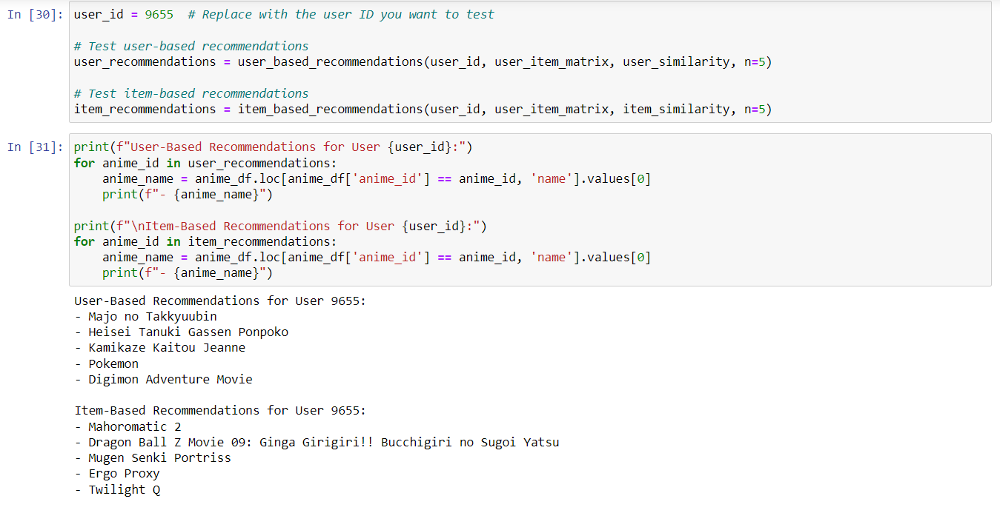 In [30]: user_id = 9655  # Replace with the user ID you want to test

# Test user-based recommendations
user_recommendations = user_based_recommendations(user_id, user_item_matrix, user_similarity, n=5)

# Test item-based recommendations
item_recommendations = item_based_recommendations(user_id, user_item_matrix, item_similarity, n=5)

In [31]: print(f"User-Based Recommendations for User {user_id}:")
for anime_id in user_recommendations:
    anime_name = anime_df.loc[anime_df['anime_id'] == anime_id, 'name'].values[0]
    print(f"- {anime_name}")

print(f"\nItem-Based Recommendations for User {user_id}:")
for anime_id in item_recommendations:
    anime_name = anime_df.loc[anime_df['anime_id'] == anime_id, 'name'].values[0]
    print(f"- {anime_name}")

User-Based Recommendations for User 9655:
- Majo no Takkyuubin
- Heisei Tanuki Gassen Ponpoko
- Kamikaze Kaitou Jeanne
- Pokemon
- Digimon Adventure Movie

Item-Based Recommendations for User 9655:
- Mahoromatic 2
- Dragon Ball Z Movie 09: Ginga Girigiri!! Bucchigiri no Sugoi Yatsu
- Mugen Senki Portriss
- Ergo Proxy
- Twilight Q